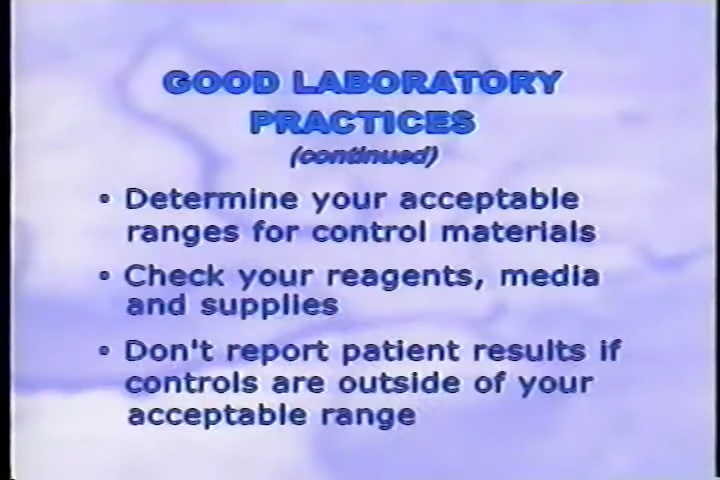 GOOD LABORATORY
PRACTICES
(continued)
• Determine your acceptable
ranges for control materials
• Check your reagents, media
and supplies
• Don't report patient results if
controls are outside of your
acceptable range